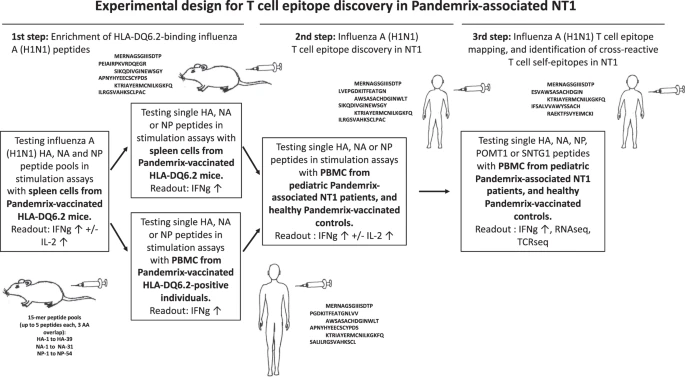 Experimental design for T cell epitope discovery in Pandemrix-associated NT1
1st step: Enrichment of HLA-DQ6.2-binding influenza
A (H1N1) peptides
MERNAGSGIIISDTP
PEIAIRPKVRDQEGR
SIKQDIVGINEWSGY
APNYHYEECSCYPDS
KTRIAYERMCNILKGKFQ
ILRGSVAHKSCLPAC
Testing influenza A
(H1N1) HA, NA and NP
peptide pools in
stimulation assays
with spleen cells from
Pandemrix-vaccinated
HLA-DQ6.2 mice.
Readout: IFNg ↑ +/-
IL-2 ↑
15-mer peptide pools
(up to 5 peptides each, 3 AA
overlap):
HA-1 to HA-39
NA-1 to NA-31
NP-1 to NP-54
Testing single HA, NA
or NP peptides in
stimulation assays with
spleen cells from
Pandemrix-vaccinated
HLA-DQ6.2 mice.
Readout: IFNg ↑
Testing single HA, NA
or NP peptides in
stimulation assays
with PBMC from
Pandemrix-vaccinated
HLA-DQ6.2-positive
individuals.
Readout: IFNg ↑
2nd step: Influenza A (H1N1)
T cell epitope discovery in NT1
MERNAGSGIIISDTP
LVEPGDKITFEATGN
AWSASACHDGINWLT
SIKQDIVGINEWSGY
KTRIAYERMCNILKGKFQ
ILRGSVAHKSCLPAC
Testing single HA, NA or NP
peptides in stimulation assays
with PBMC from
pediatric Pandemrix-
associated NT1 patients, and
healthy Pandemrix-vaccinated
controls.
Readout : IFNg ↑ +/- IL-2 ↑
MERNAGSGIIISDTP
PGDKITFEATGNLVV
AWSASACHDGINWLT
APNYHYEECSCYPDS
KTRIAYERMCNILKGKFQ
SALILRGSVAHKSCL
3rd step: Influenza A (H1N1) T cell epitope
mapping, and identification of cross-reactive
T cell self-epitopes in NT1
MERNAGSGIIISDTP
ESVAWSASACHDGIN
KTRIAYERMCNILKGKFQ
IFSALVVAWYSSACH
RAEKTPSVYEIMCKI
Testing single HA, NA, NP,
POMT1 or SNTG1 peptides
with PBMC from pediatric
Pandemrix-associated NT1
patients, and healthy
Pandemrix-vaccinated
controls.
Readout : IFNg ↑, RNAseq,
TCRseq